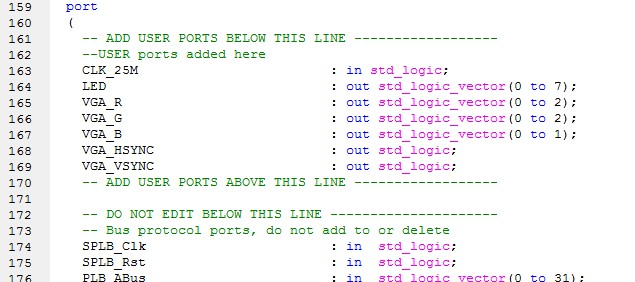 159 port
160 (
161 -- ADD USER PORTS BELOW THIS LINE ------------------
162 --USER ports added here
163 CLK_25M : in std_logic;
164 LED : out std_logic_vector(0 to 7);
165 VGA_R : out std_logic_vector(0 to 2);
166 VGA_G : out std_logic_vector(0 to 2);
167 VGA_B : out std_logic_vector(0 to 1);
168 VGA_HSYNC : out std_logic;
169 VGA_VSYNC : out std_logic;
170 -- ADD USER PORTS ABOVE THIS LINE ------------------
171
172 -- DO NOT EDIT BELOW THIS LINE ---------------------
173 -- Bus protocol ports, do not add to or delete
174 SPLB_Clk : in std_logic;
175 SPLB_Rst : in std_logic;
176 PLB_ABus : in std_logic_vector(0 to 31);